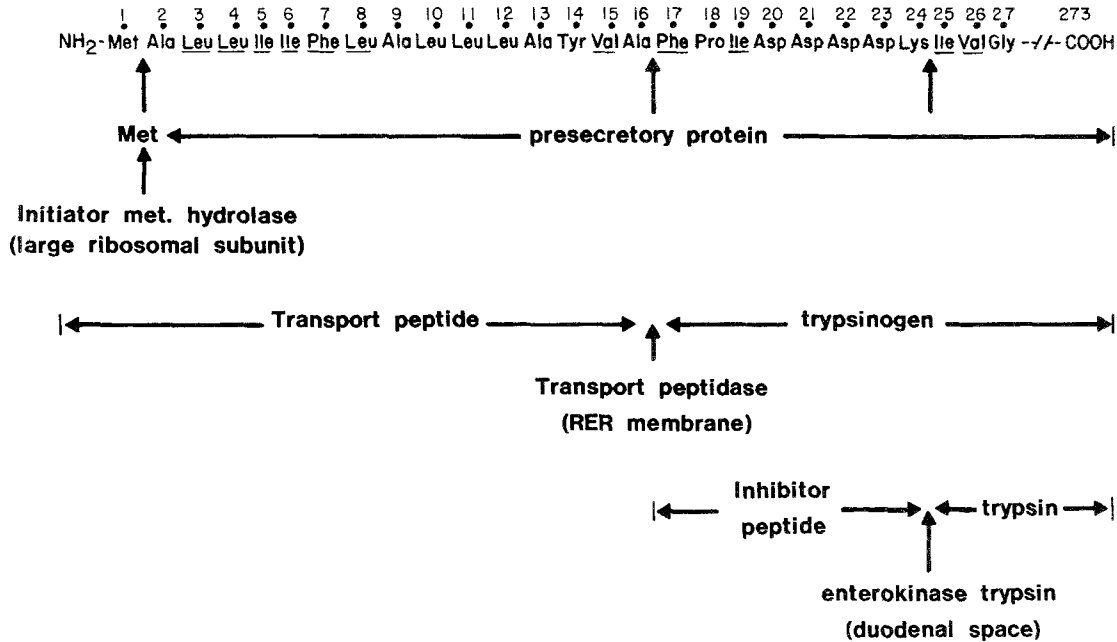 1 2 3 4 5 6 7 8 9 10 11 12 13 14 15 16 17 18 19 20 21 22 23 24 25 26 27 273
NH2-Met Ala Leu Leu Ile Ile Phe Leu Ala Leu Leu Leu Ala Tyr Val Ala Phe Pro Ile Asp Asp Asp Asp Lys Ile Val Gly -//- COOH
Met presecretory protein
Initiator met. hydrolase
(large ribosomal subunit)
Transport peptide trypsinogen
Transport peptidase
(RER membrane)
Inhibitor
peptide
trypsin
enterokinase trypsin
(duodenal space)